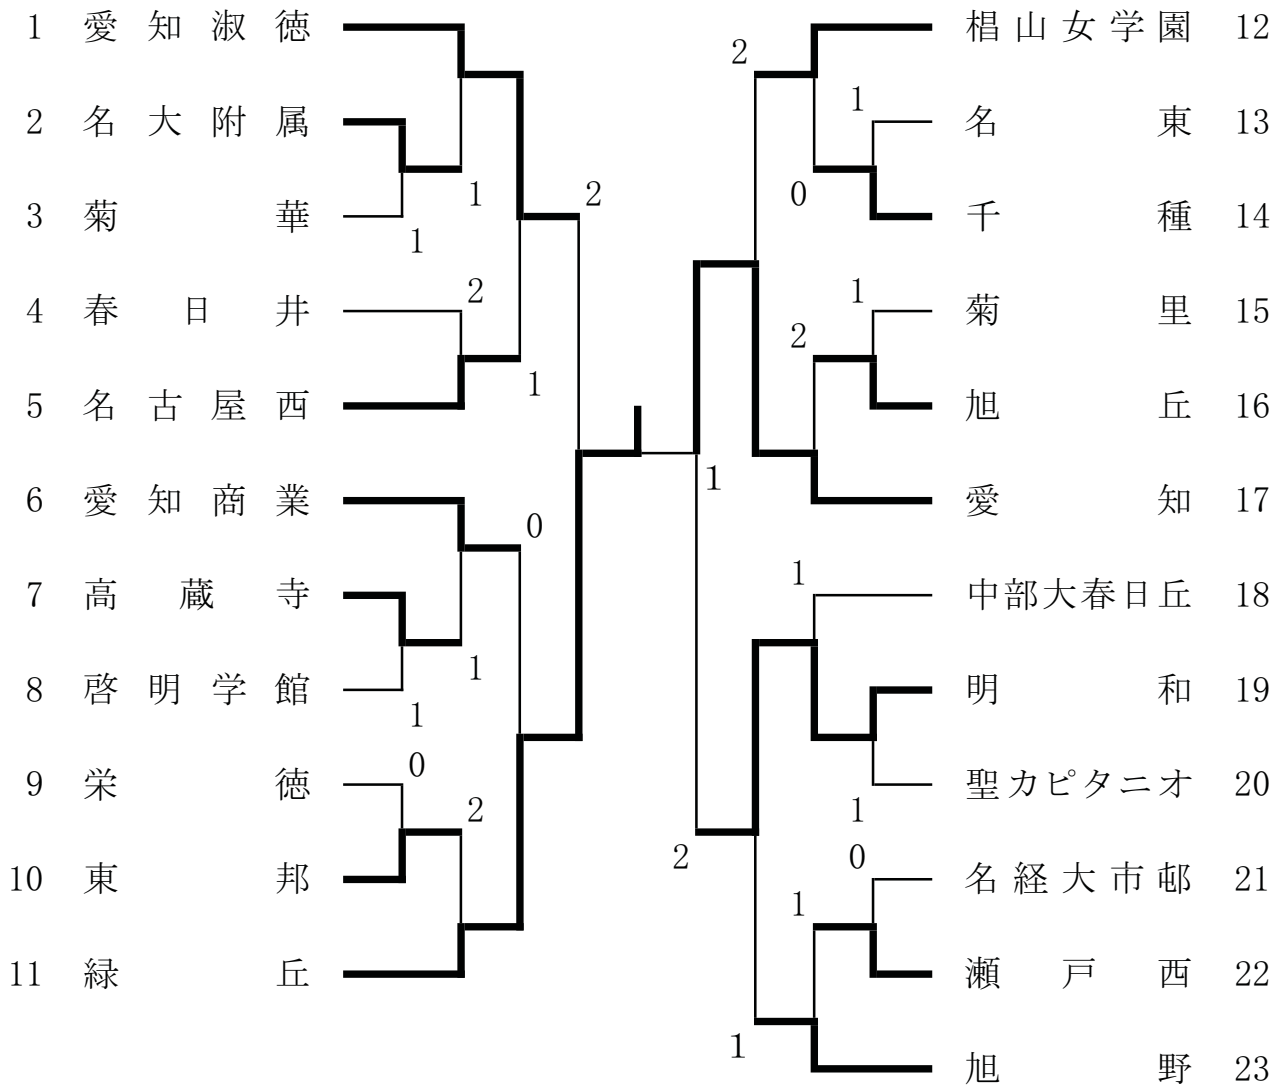 1 愛知淑徳
2 名大附属
3 菊華
4 春日井
5 名古屋西
6 愛知商業
7 高蔵寺
8 啓明学館
9 栄徳
10 東邦
11 緑丘
1
1
2
2
1
0
1
1
0
2
椙山女学園 12
名東 13
千種 14
菊里 15
旭丘 16
愛知 17
中部大春日丘 18
明和 19
聖カピタニオ 20
名経大市邨 21
瀬戸西 22
旭野 23
2
1
0
1
2
1
1
1
2
0
1
1